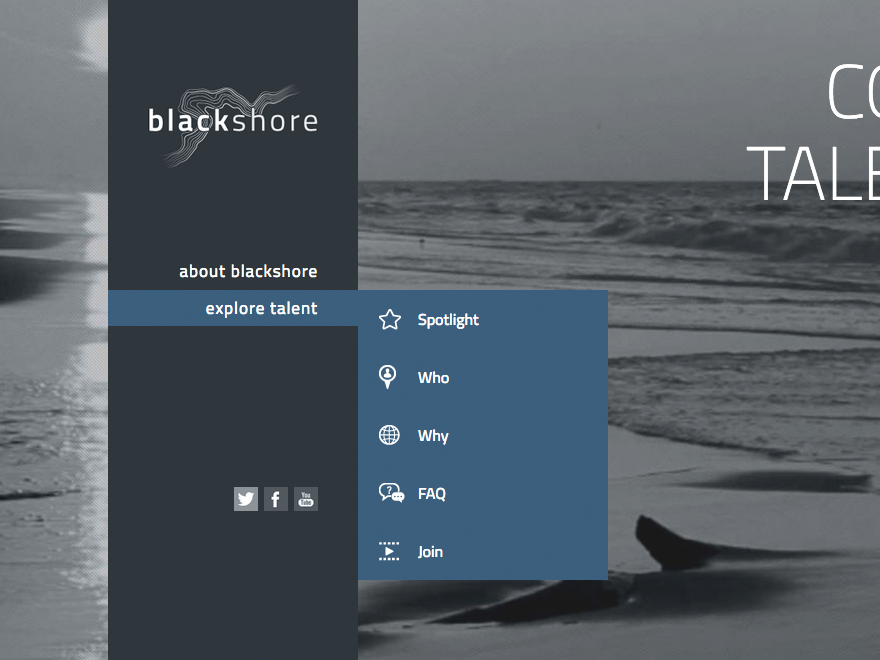 blackshore
about blackshore
explore talent
Spotlight
Who
Why
FAQ
Join
You
Tube
CO
TALE